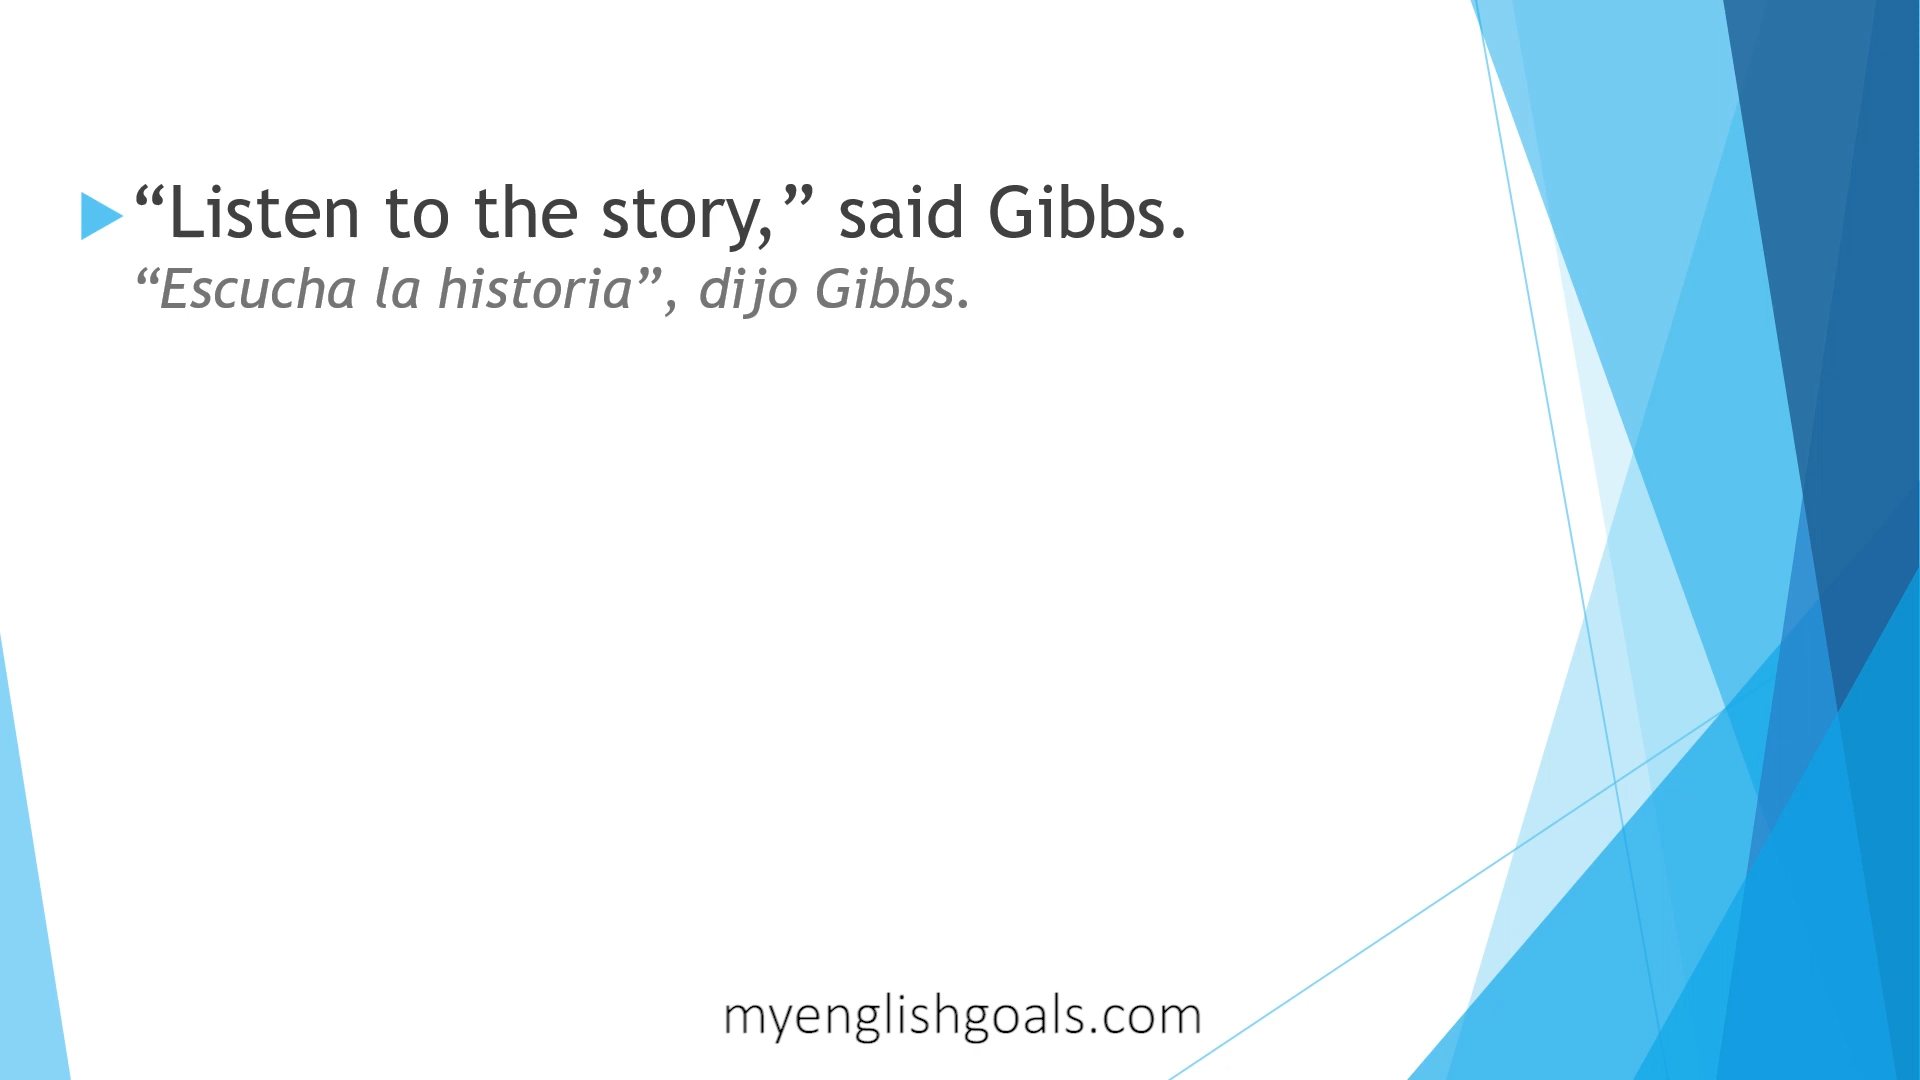 “Listen to the story,” said Gibbs.
“Escucha la historia”, dijo Gibbs.
myenglishgoals.com